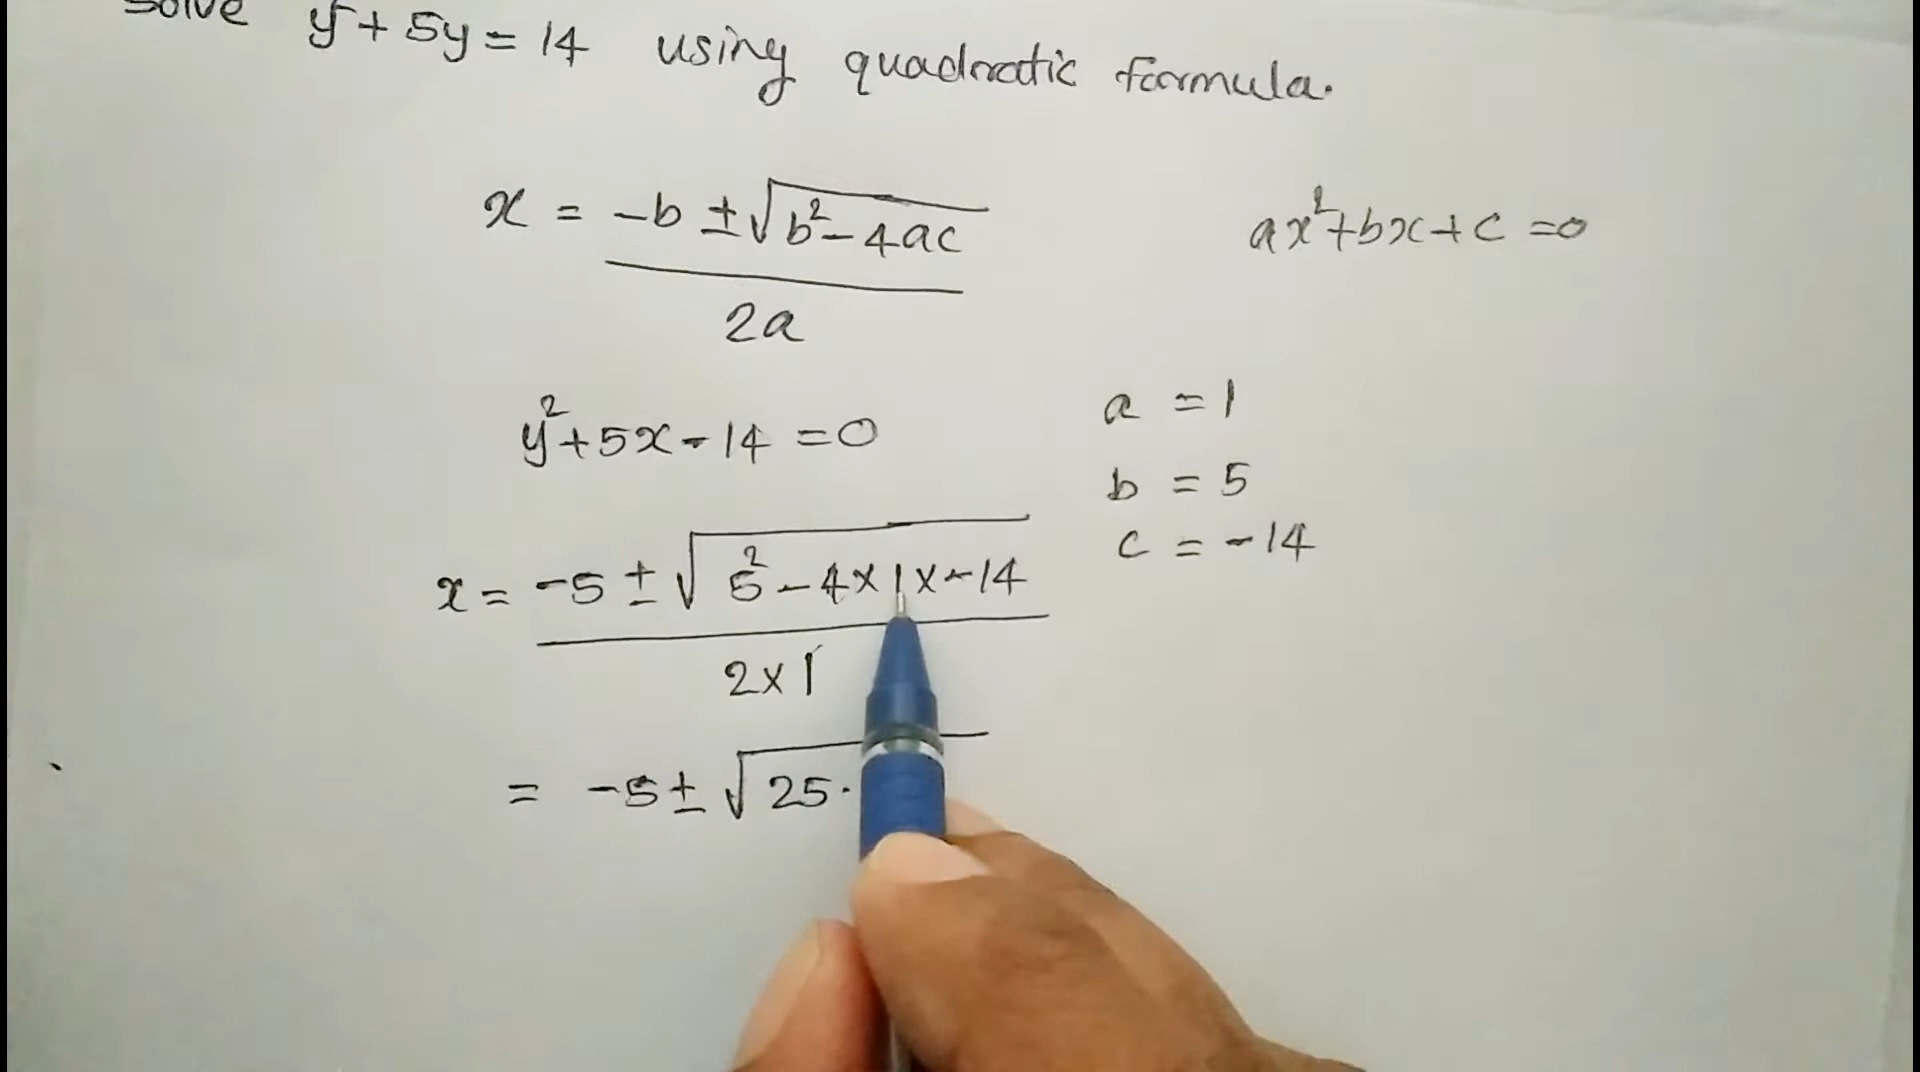 Solve y²+5y=14 using quadratic formula.
x = (-b ±√(b²-4ac))/2a
ax²+bx+c=0
y²+5x-14=0
a = 1
b = 5
c = -14
x = (-5 ±√(5²-4×1×-14))/2×1
= -5±√25